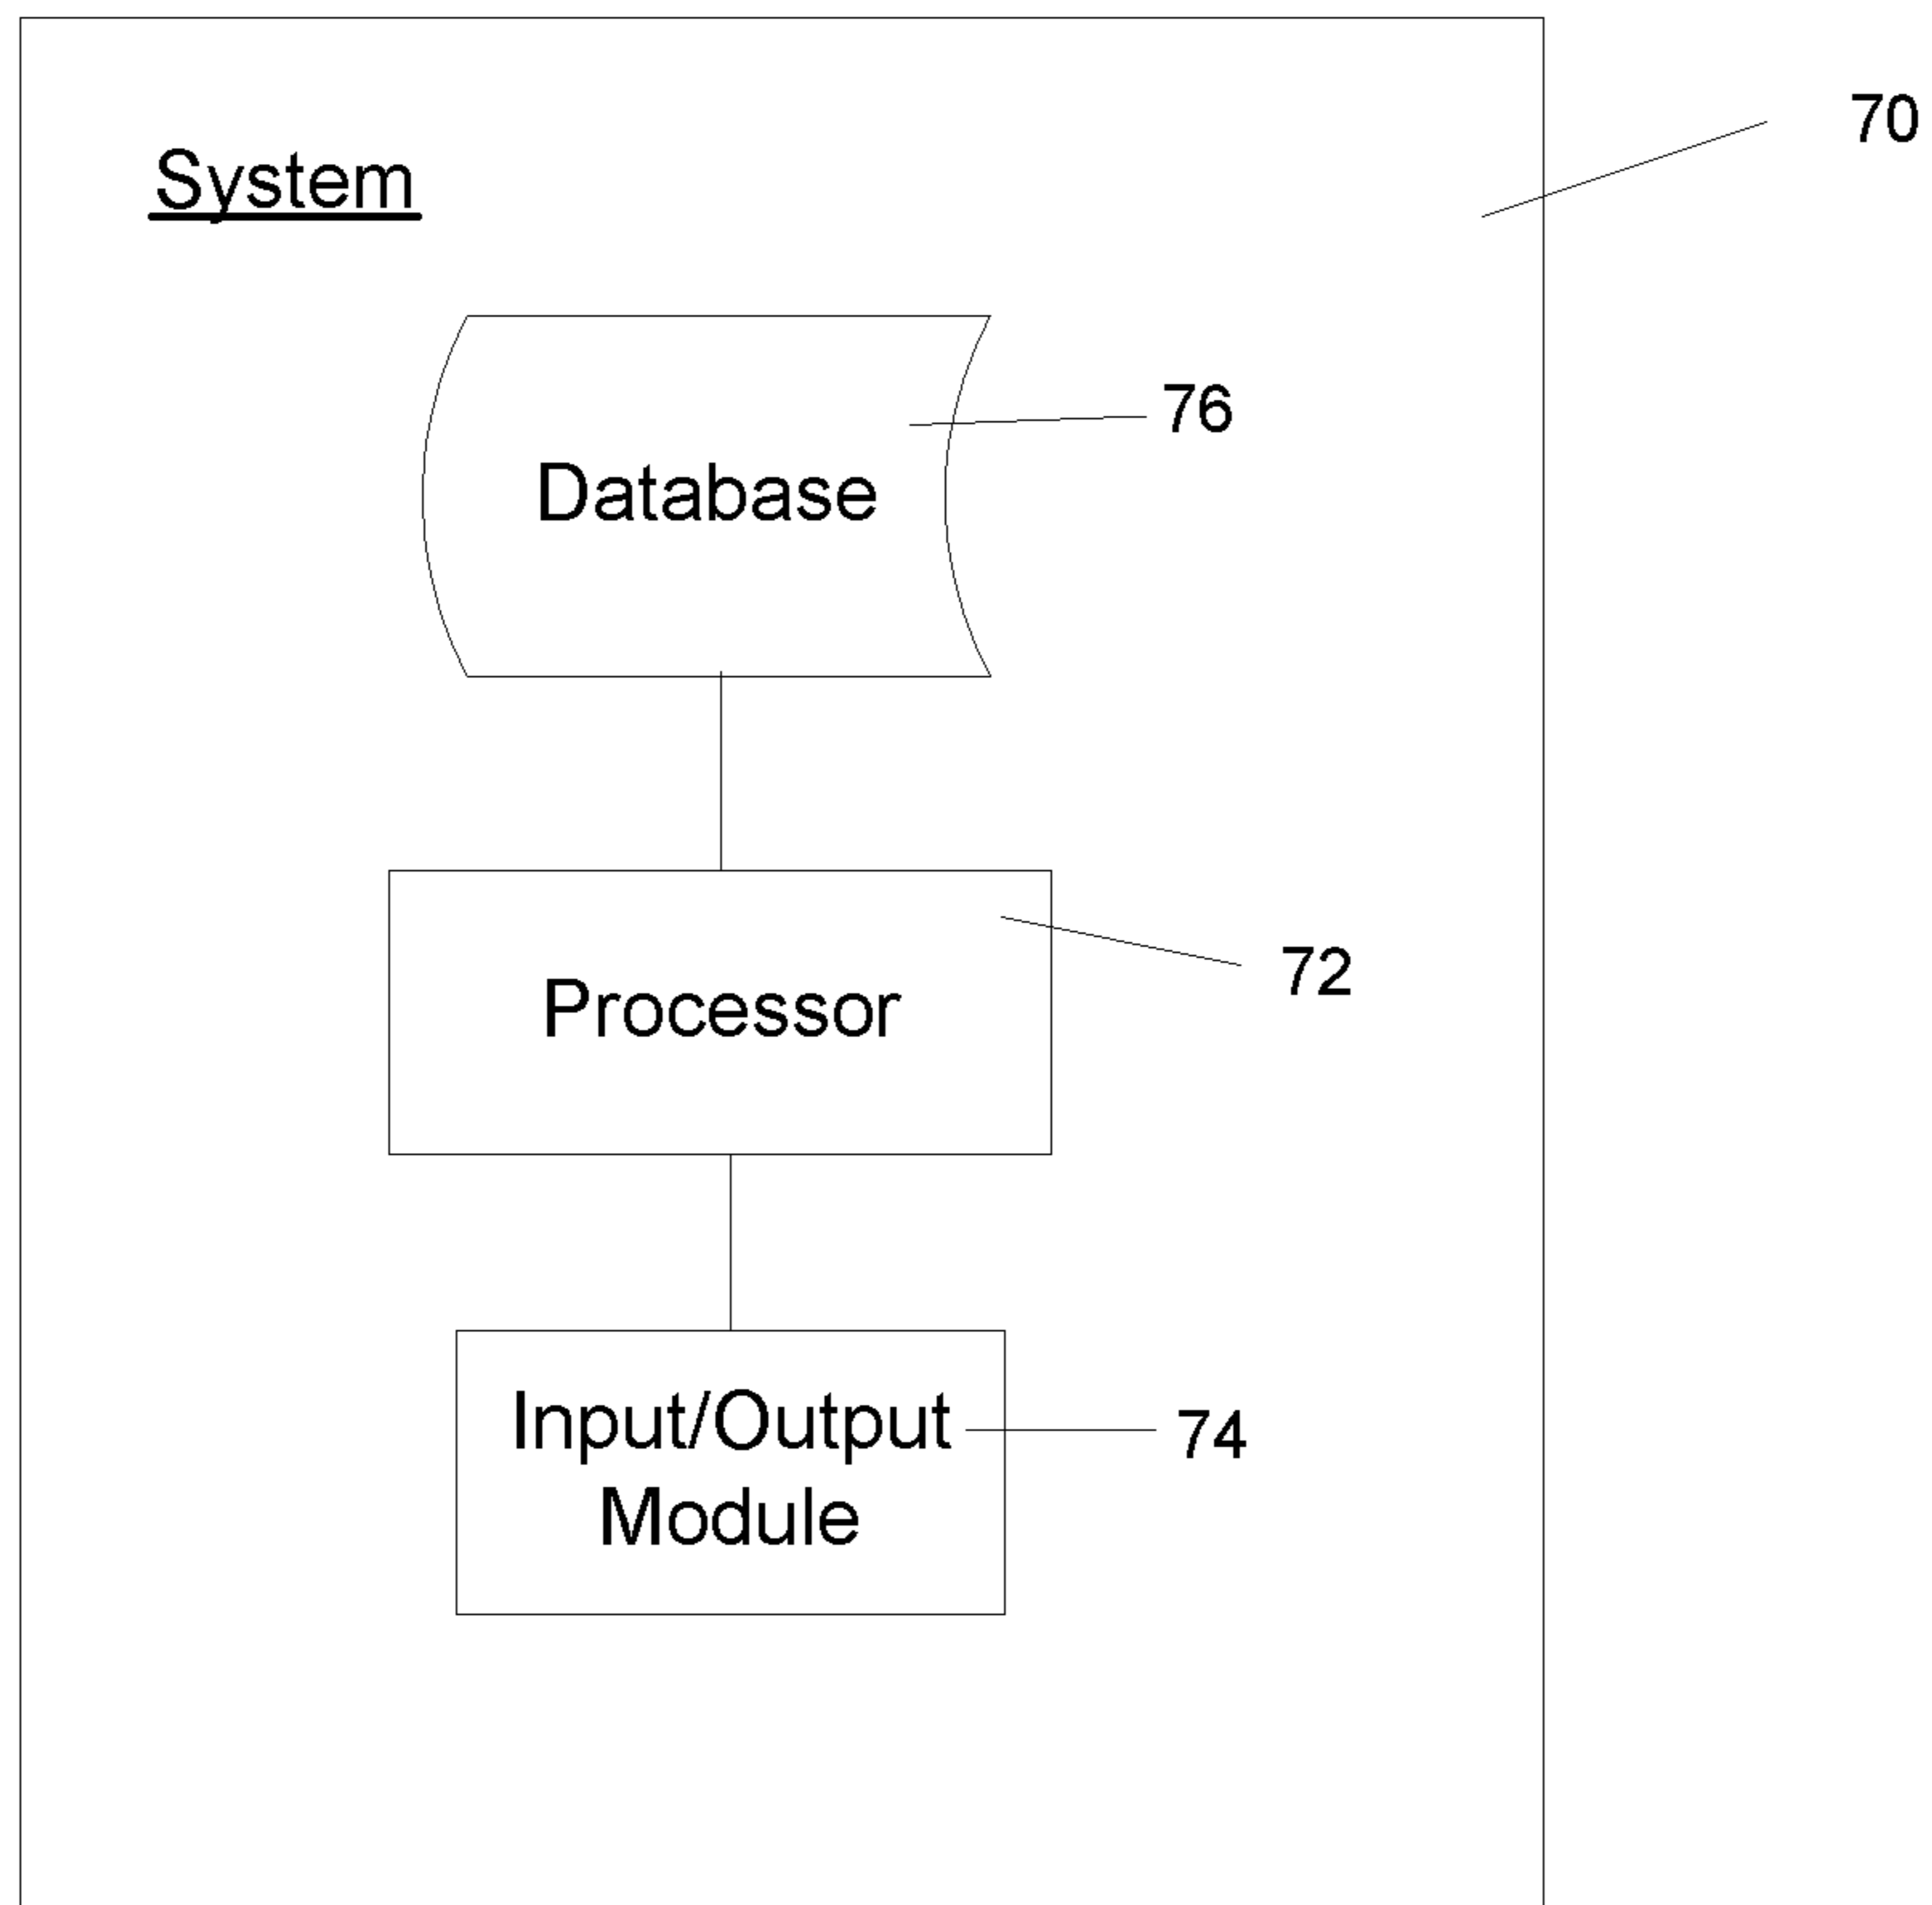 70
System
76
Database
72
Processor
Input/Output
74
Module